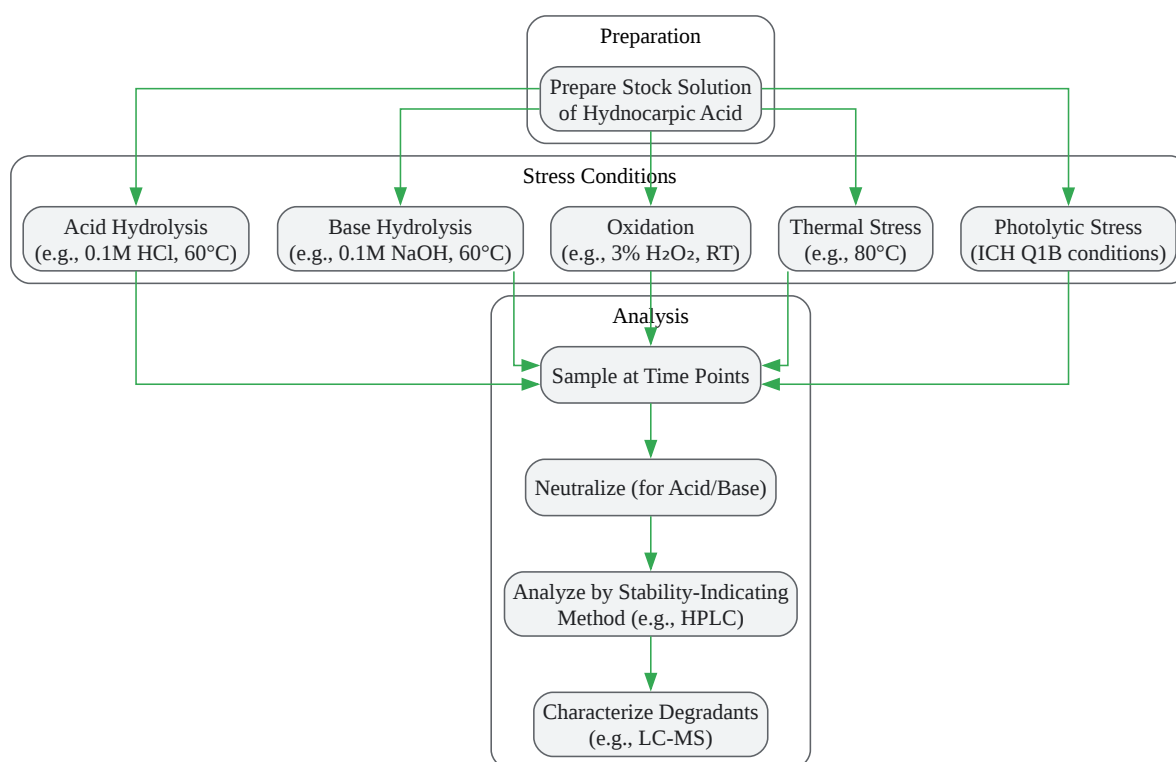 Preparation
Prepare Stock Solution
of Hydnocarpic Acid
Stress Conditions
Acid Hydrolysis
(e.g., 0.1M HCl, 60°C)
Base Hydrolysis
(e.g., 0.1M NaOH, 60°C)
Oxidation
(e.g., 3% H₂O₂, RT)
Thermal Stress
(e.g., 80°C)
Photolytic Stress
(ICH Q1B conditions)
Analysis
Sample at Time Points
Neutralize (for Acid/Base)
Analyze by Stability-Indicating
Method (e.g., HPLC)
Characterize Degradants
(e.g., LC-MS)